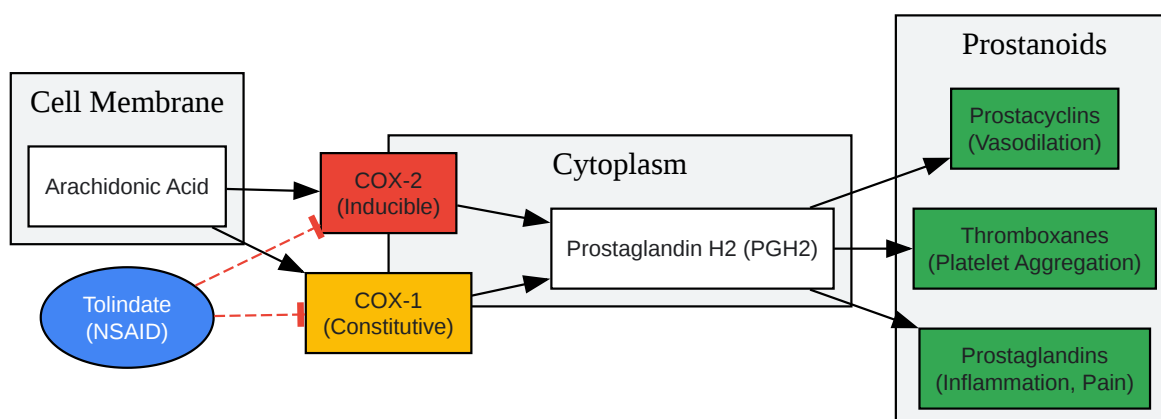 Cell Membrane
Arachidonic Acid
Tolindate
(NSAID)
COX-2
(Inducible)
COX-1
(Constitutive)
Cytoplasm
Prostaglandin H2 (PGH2)
Prostanoids
Prostacyclins
(Vasodilation)
Thromboxanes
(Platelet Aggregation)
Prostaglandins
(Inflammation, Pain)